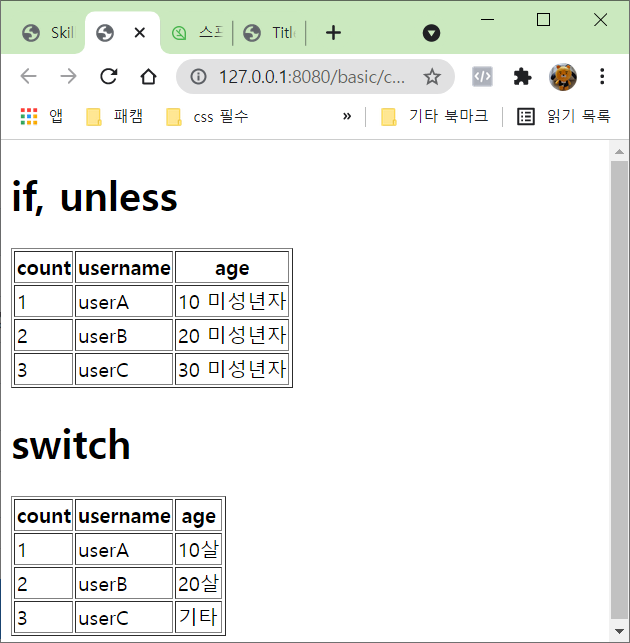 Skil
스프
Title
127.0.0.1:8080/basic/c...
앱 패캠 css 필수 » 기타 북마크 읽기 목록
if, unless
count username age
1 userA 10 미성년자
2 userB 20 미성년자
3 userC 30 미성년자
switch
count username age
1 userA 10살
2 userB 20살
3 userC 기타